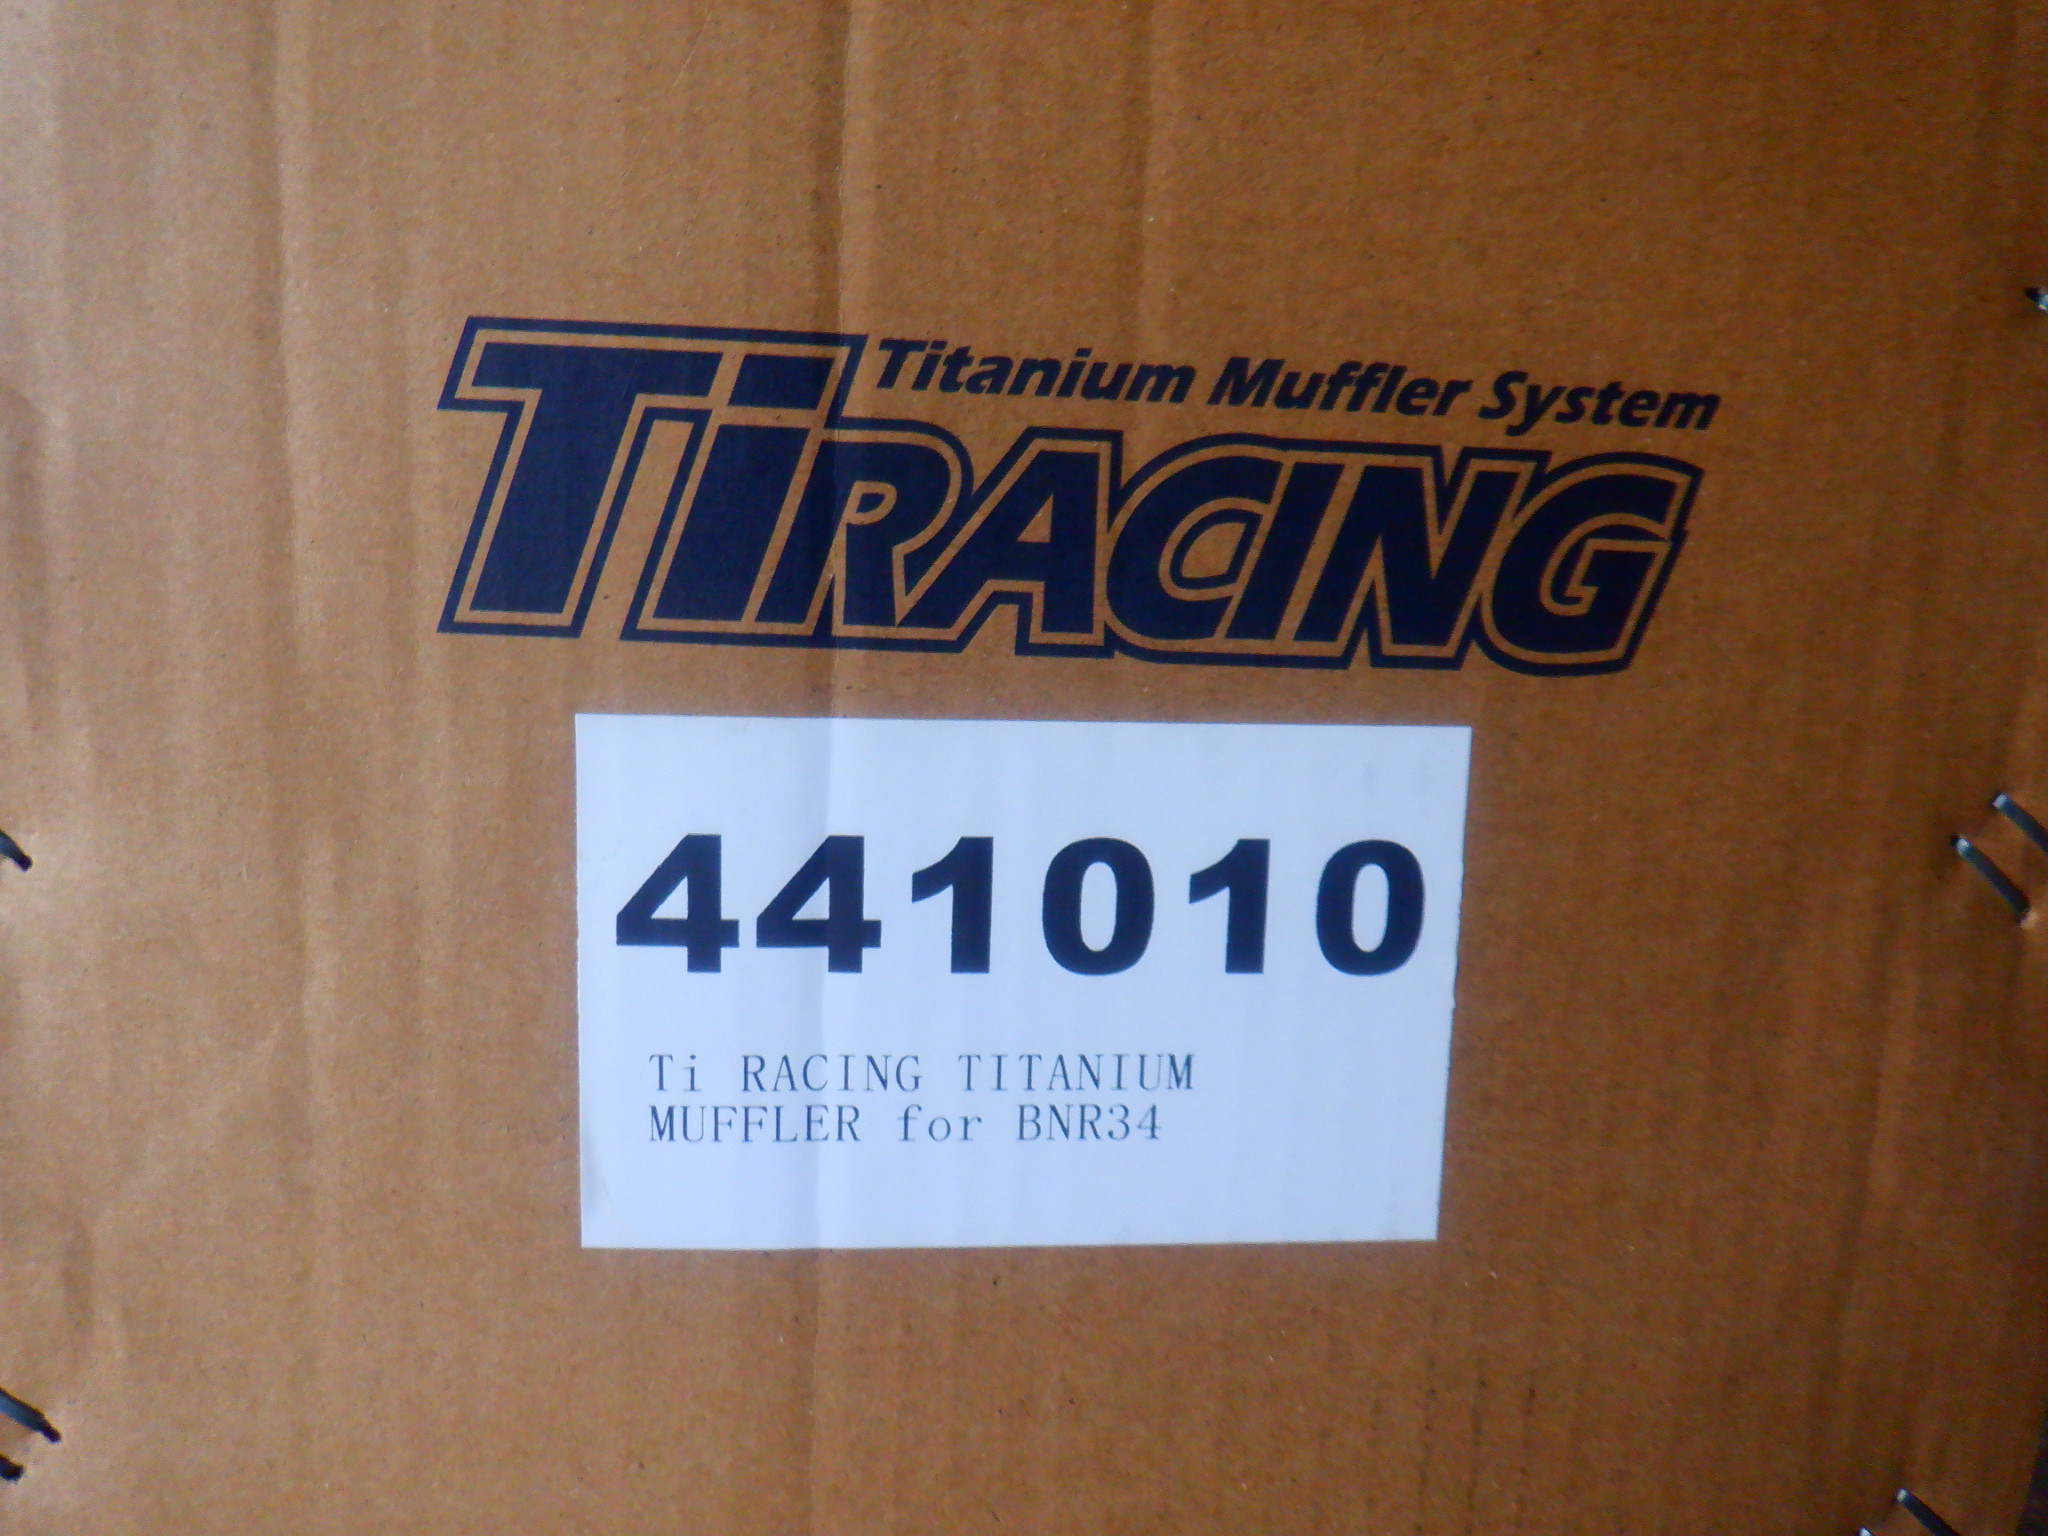 Titanium Muffler System
TiRACING
441010
Ti RACING TITANIUM
MUFFLER for BNR34